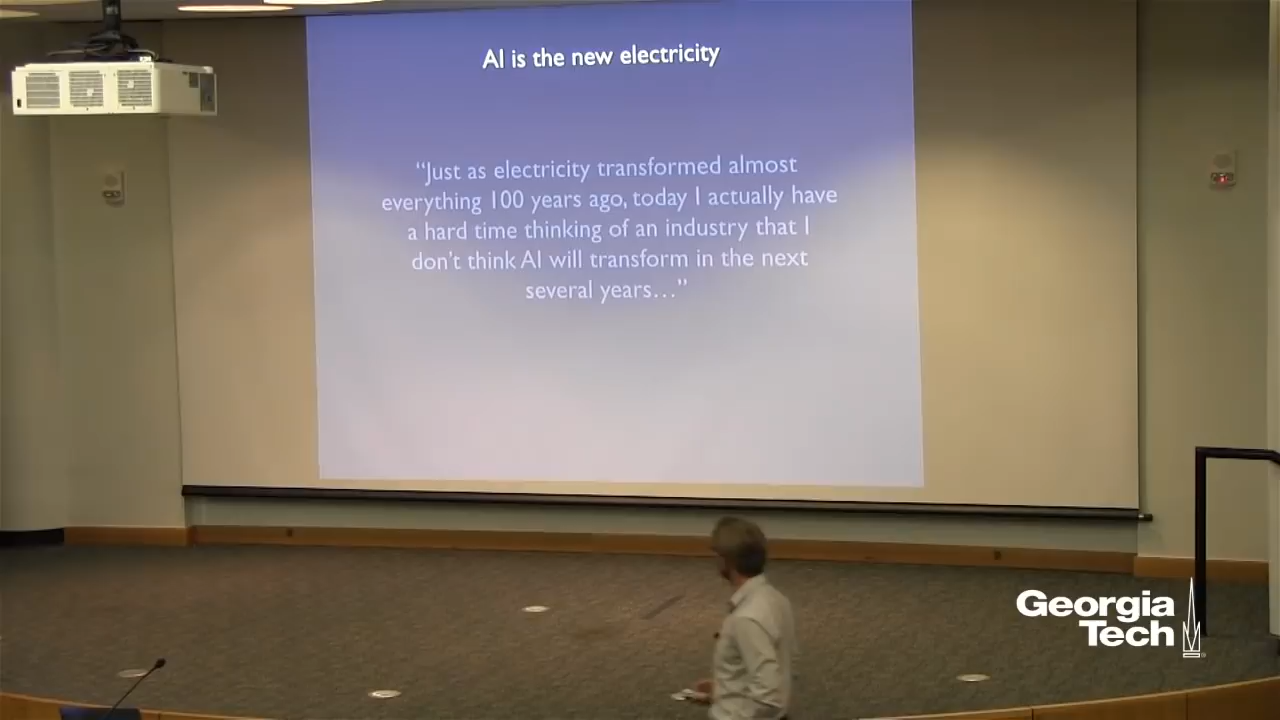 AI is the new electricity
“Just as electricity transformed almost
everything 100 years ago, today I actually have
a hard time thinking of an industry that I
don't think AI will transform in the next
several years…”
Georgia
Tech